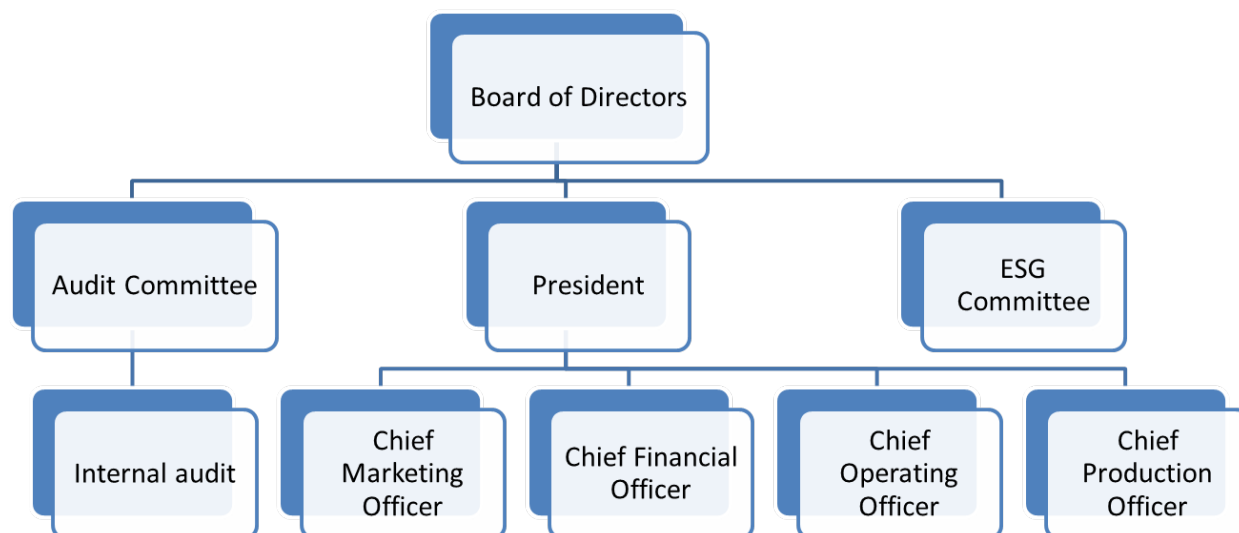 Board of Directors
Audit Committee
President
ESG
Committee
Internal audit
Chief
Marketing
Officer
Chief Financial
Officer
Chief
Operating
Officer
Chief
Production
Officer